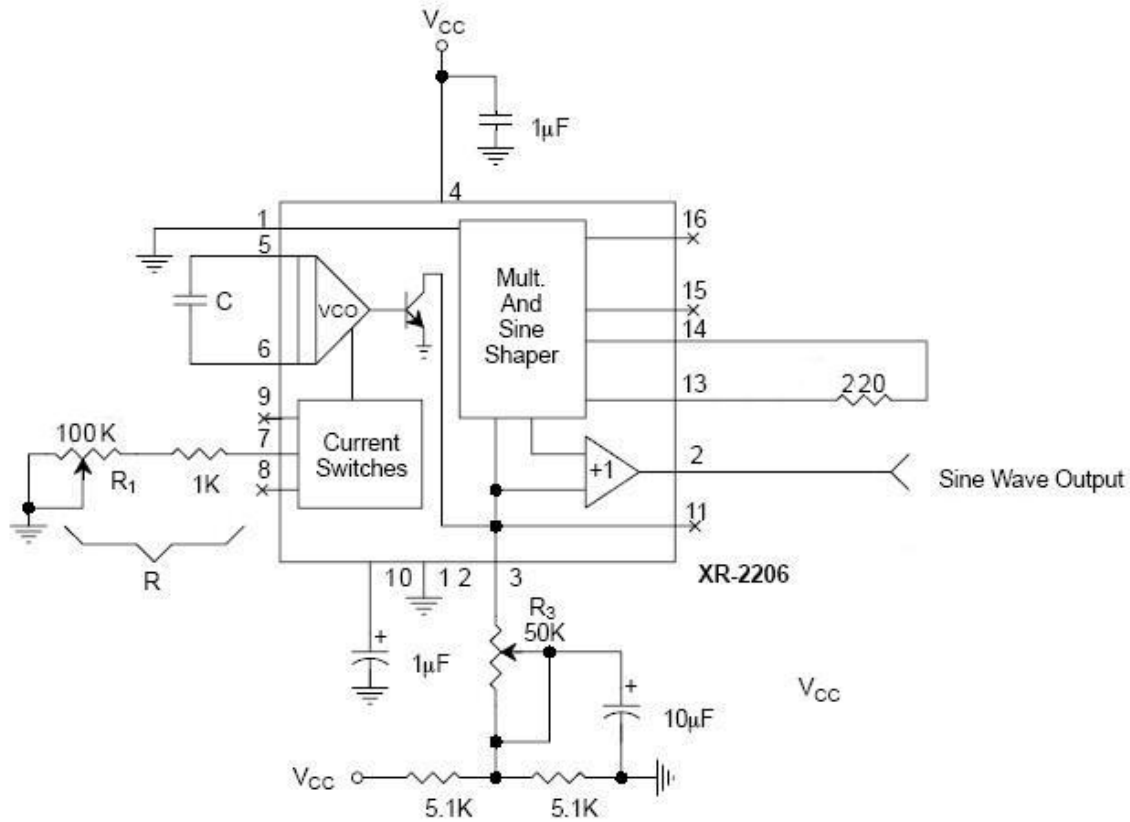 VCC
1µF
4
1
16
5
C
VCO
Mult.
And
Sine
Shaper
15
14
6
13
220
9
100 K
7
Current
Switches
R1
1K
8
+1
2
Sine Wave Output
11
R
10
1 2
3
XR-2206
R3
50K
+
1µF
+
10µF
VCC
VCC
5.1K
5.1K